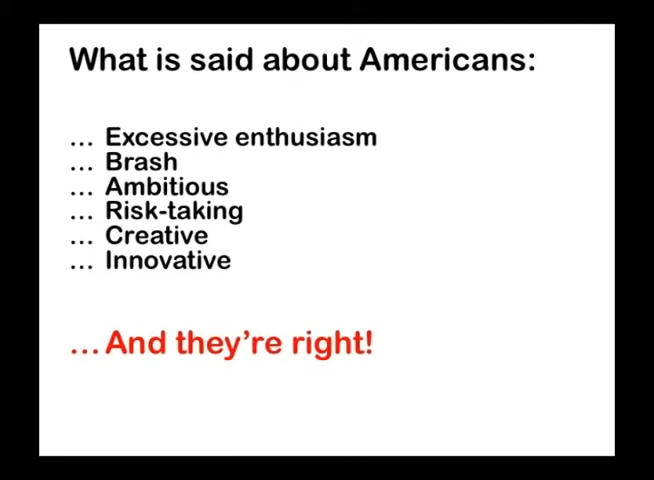 What is said about Americans:
... Excessive enthusiasm
... Brash
... Ambitious
... Risk-taking
... Creative
... Innovative
... And they're right!